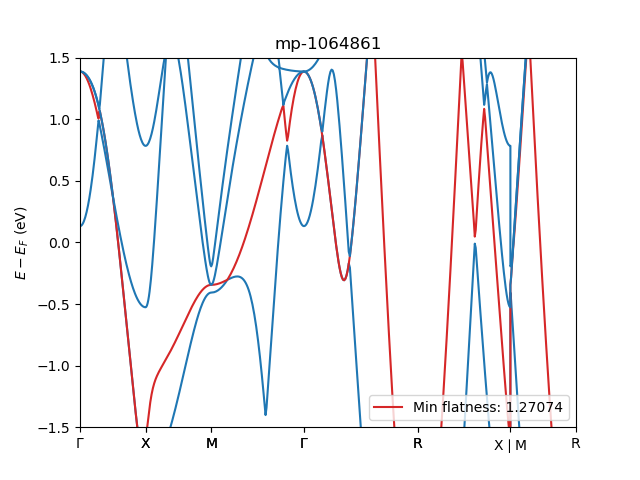 mp-1064861
1.5
1.0
0.5
0.0
−0.5
−1.0
−1.5
E − E_F (eV)
Min flatness: 1.27074
Γ X M Γ R X | M R